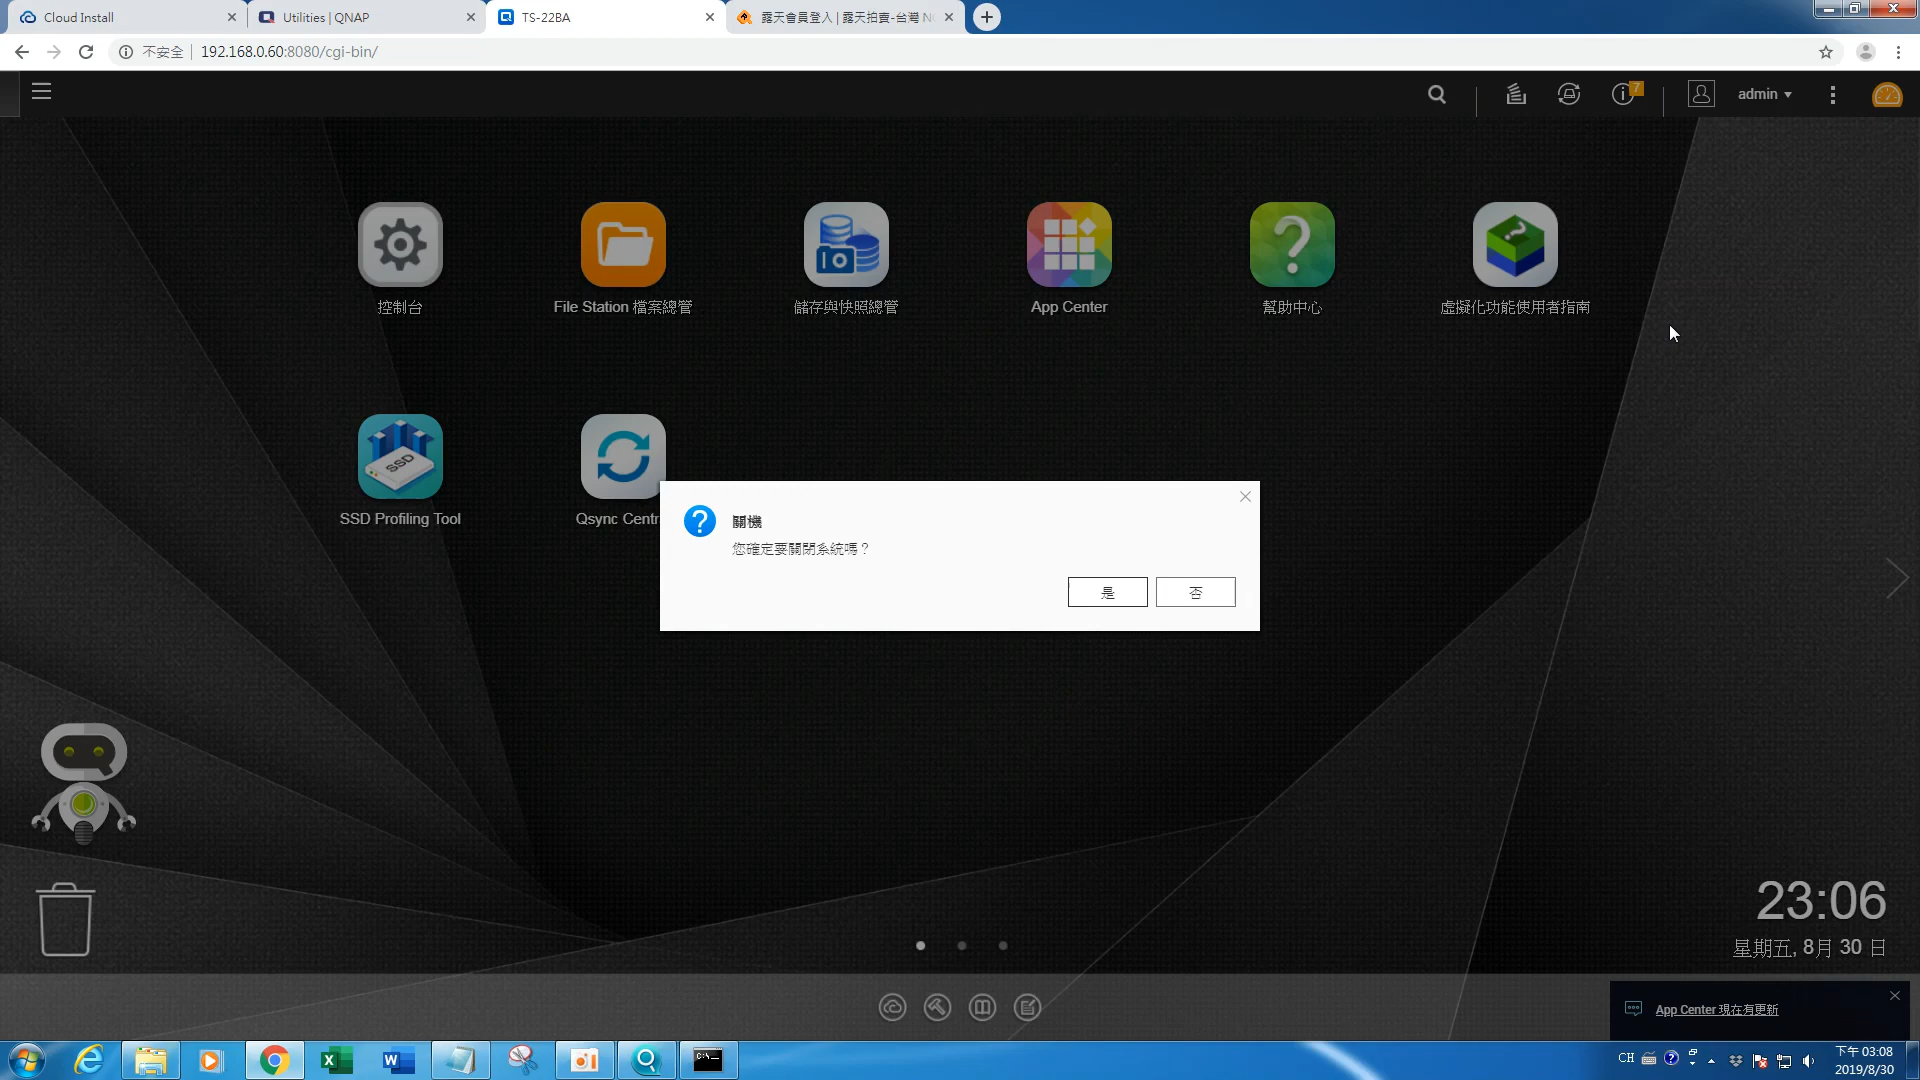 Cloud Install
Utilities | QNAP
TS-22BA
露天會員登入 | 露天拍賣-台灣 N
不安全
192.168.0.60:8080/cgi-bin/
7
admin
控制台
File Station 檔案總管
儲存與快照總管
App Center
幫助中心
虛擬化功能使用者指南
SSD
SSD Profiling Tool
Qsync Centr
關機
您確定要關閉系統嗎？
是
否
23:06
星期五, 8月 30 日
App Center 現在有更新
CH
下午 03:08
2019/8/30